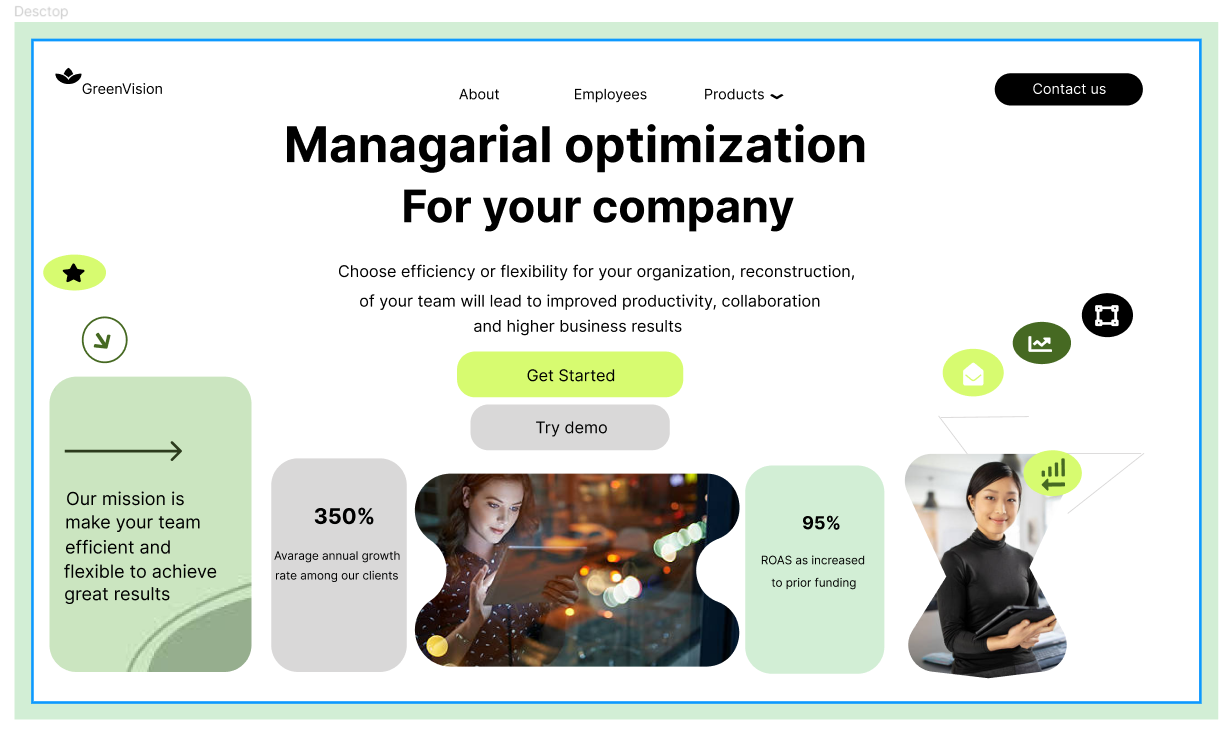 Desctop
GreenVision
About
Employees
Products
Contact us
Managarial optimization
For your company
Choose efficiency or flexibility for your organization, reconstruction,
of your team will lead to improved productivity, collaboration
and higher business results
Get Started
Try demo
Our mission is
make your team
efficient and
flexible to achieve
great results
350%
Avarage annual growth
rate among our clients
95%
ROAS as increased
to prior funding